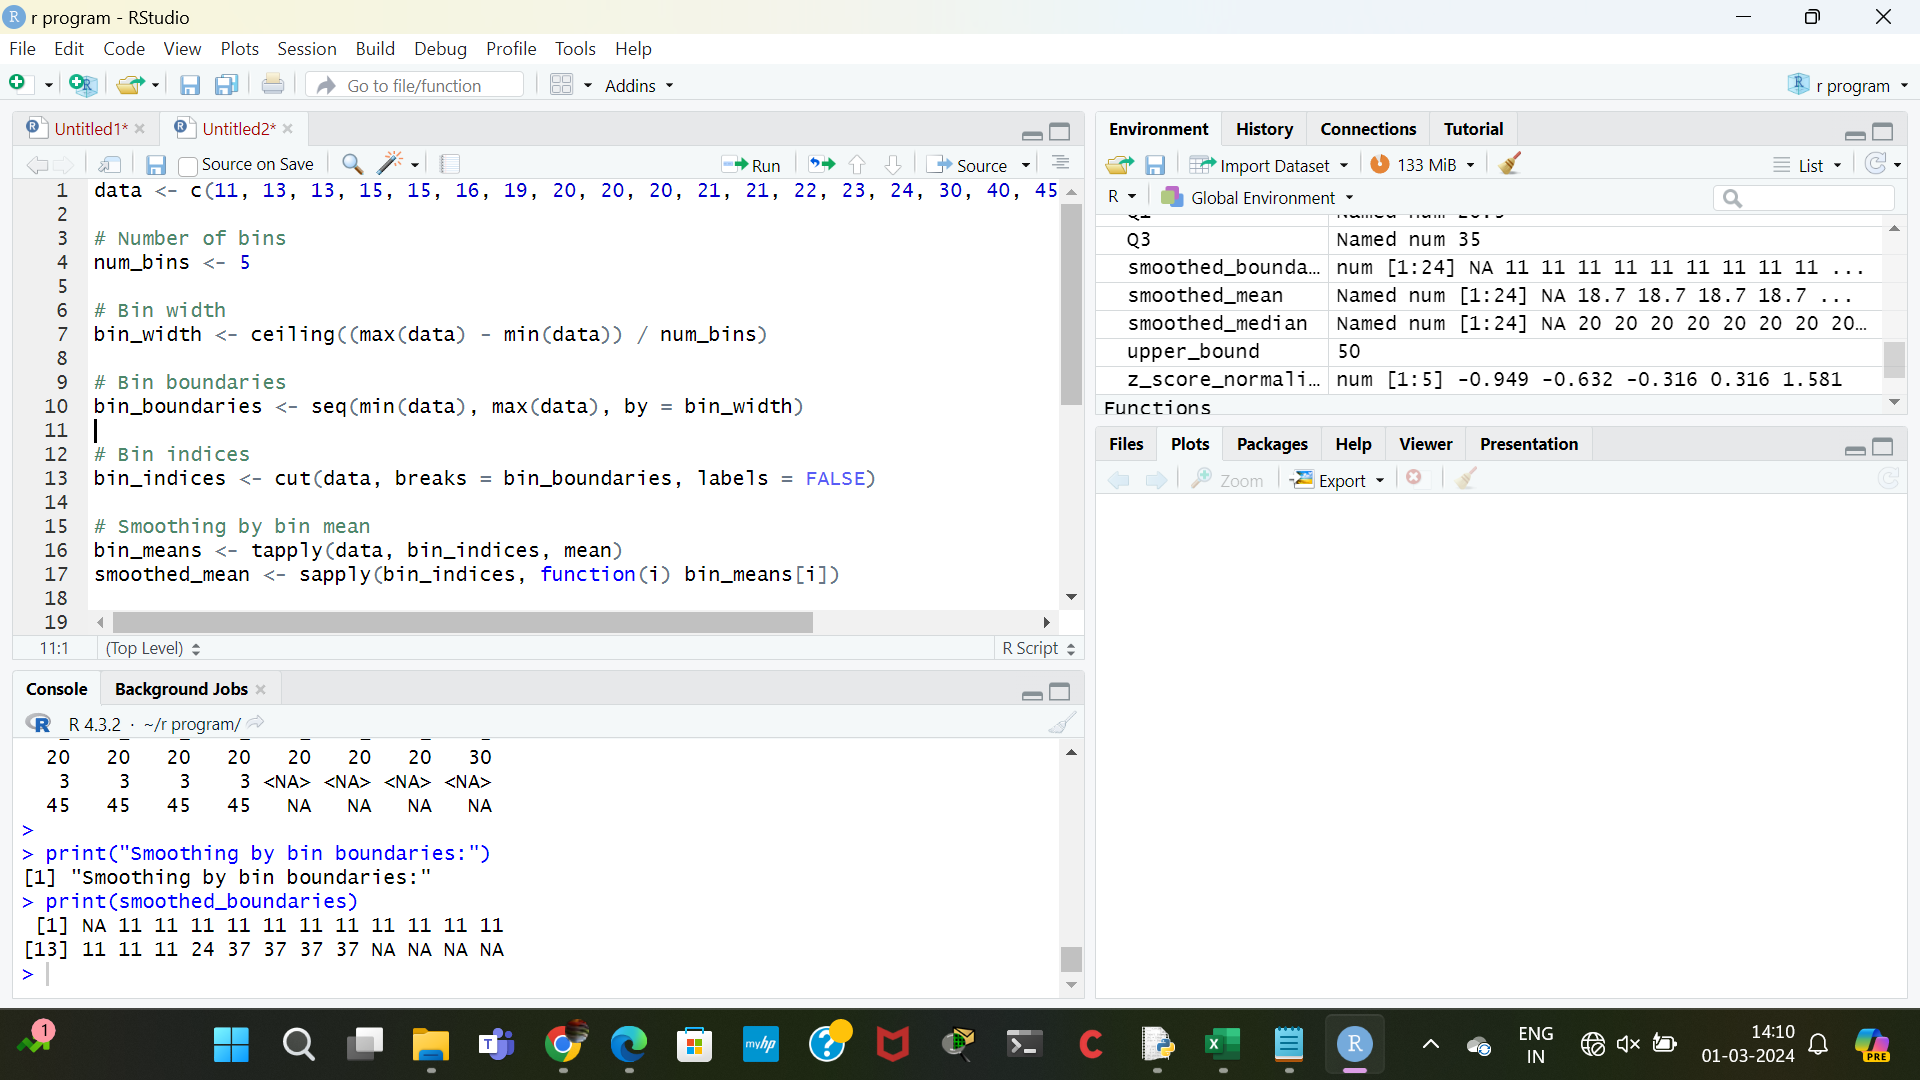 r program - RStudio
File Edit Code View Plots Session Build Debug Profile Tools Help
Go to file/function Addins r program
Untitled1* Untitled2*
Source on Save Run Source
1 data <- c(11, 13, 13, 15, 15, 16, 19, 20, 20, 20, 21, 21, 22, 23, 24, 30, 40, 45
2
3 # Number of bins
4 num_bins <- 5
5
6 # Bin width
7 bin_width <- ceiling((max(data) - min(data)) / num_bins)
8
9 # Bin boundaries
10 bin_boundaries <- seq(min(data), max(data), by = bin_width)
11
12 # Bin indices
13 bin_indices <- cut(data, breaks = bin_boundaries, labels = FALSE)
14
15 # Smoothing by bin mean
16 bin_means <- tapply(data, bin_indices, mean)
17 smoothed_mean <- sapply(bin_indices, function(i) bin_means[i])
18
19
11:1 (Top Level) R Script
Console Background Jobs
R 4.3.2 · ~/r program/
20 20 20 20 20 20 20 30
3 3 3 3 <NA> <NA> <NA> <NA>
45 45 45 45 NA NA NA NA
>
> print("Smoothing by bin boundaries:")
[1] "Smoothing by bin boundaries:"
> print(smoothed_boundaries)
[1] NA 11 11 11 11 11 11 11 11 11 11 11
[13] 11 11 11 24 37 37 37 37 NA NA NA NA
>
Environment History Connections Tutorial
Import Dataset 133 MiB List
R Global Environment
Q3 Named num 35
smoothed_bounda… num [1:24] NA 11 11 11 11 11 11 11 11 11 ...
smoothed_mean Named num [1:24] NA 18.7 18.7 18.7 18.7 ...
smoothed_median Named num [1:24] NA 20 20 20 20 20 20 20 20…
upper_bound 50
z_score_normali… num [1:5] -0.949 -0.632 -0.316 0.316 1.581
Functions
Files Plots Packages Help Viewer Presentation
Zoom Export
1 myhp ENG IN 14:10 01-03-2024 PRE